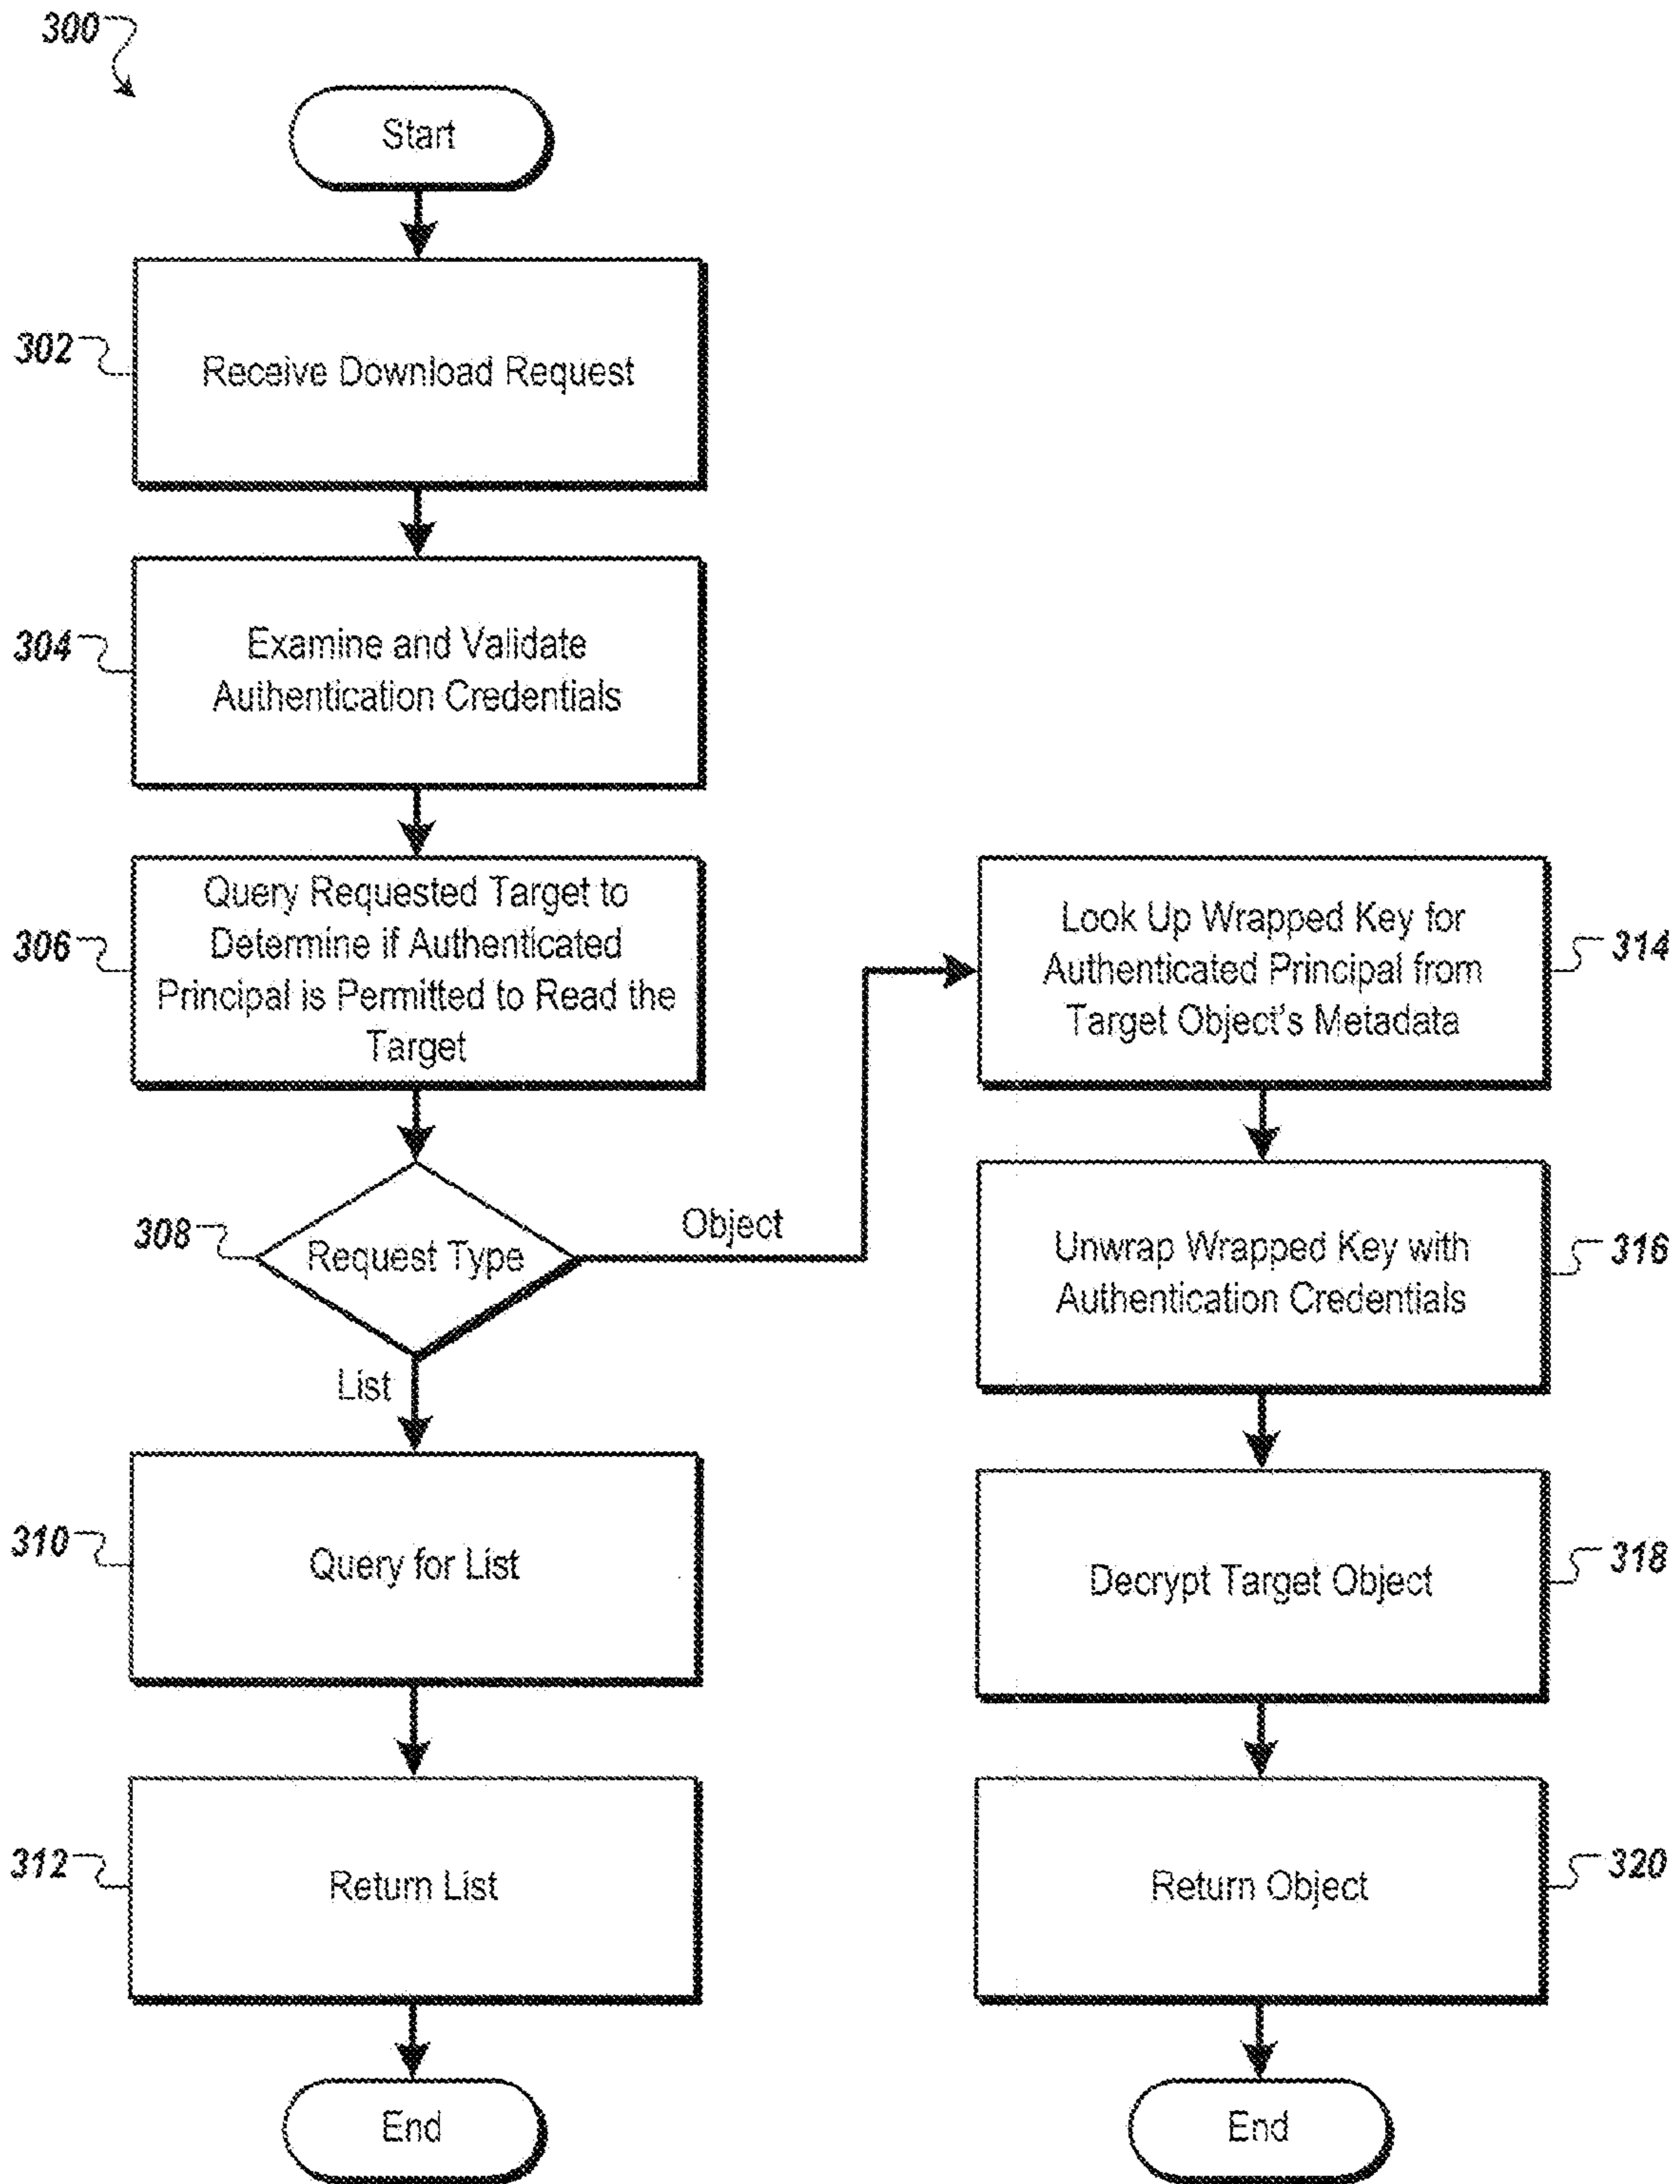 300
Start
302
Receive Download Request
304
Examine and Validate
Authentication Credentials
306
Query Requested Target to
Determine if Authenticated
Principal is Permitted to Read the
Target
308
Request Type
Object
List
310
Query for List
312
Return List
End
Look Up Wrapped Key for
Authenticated Principal from
Target Object's Metadata
314
Unwrap Wrapped Key with
Authentication Credentials
316
Decrypt Target Object
318
Return Object
320
End